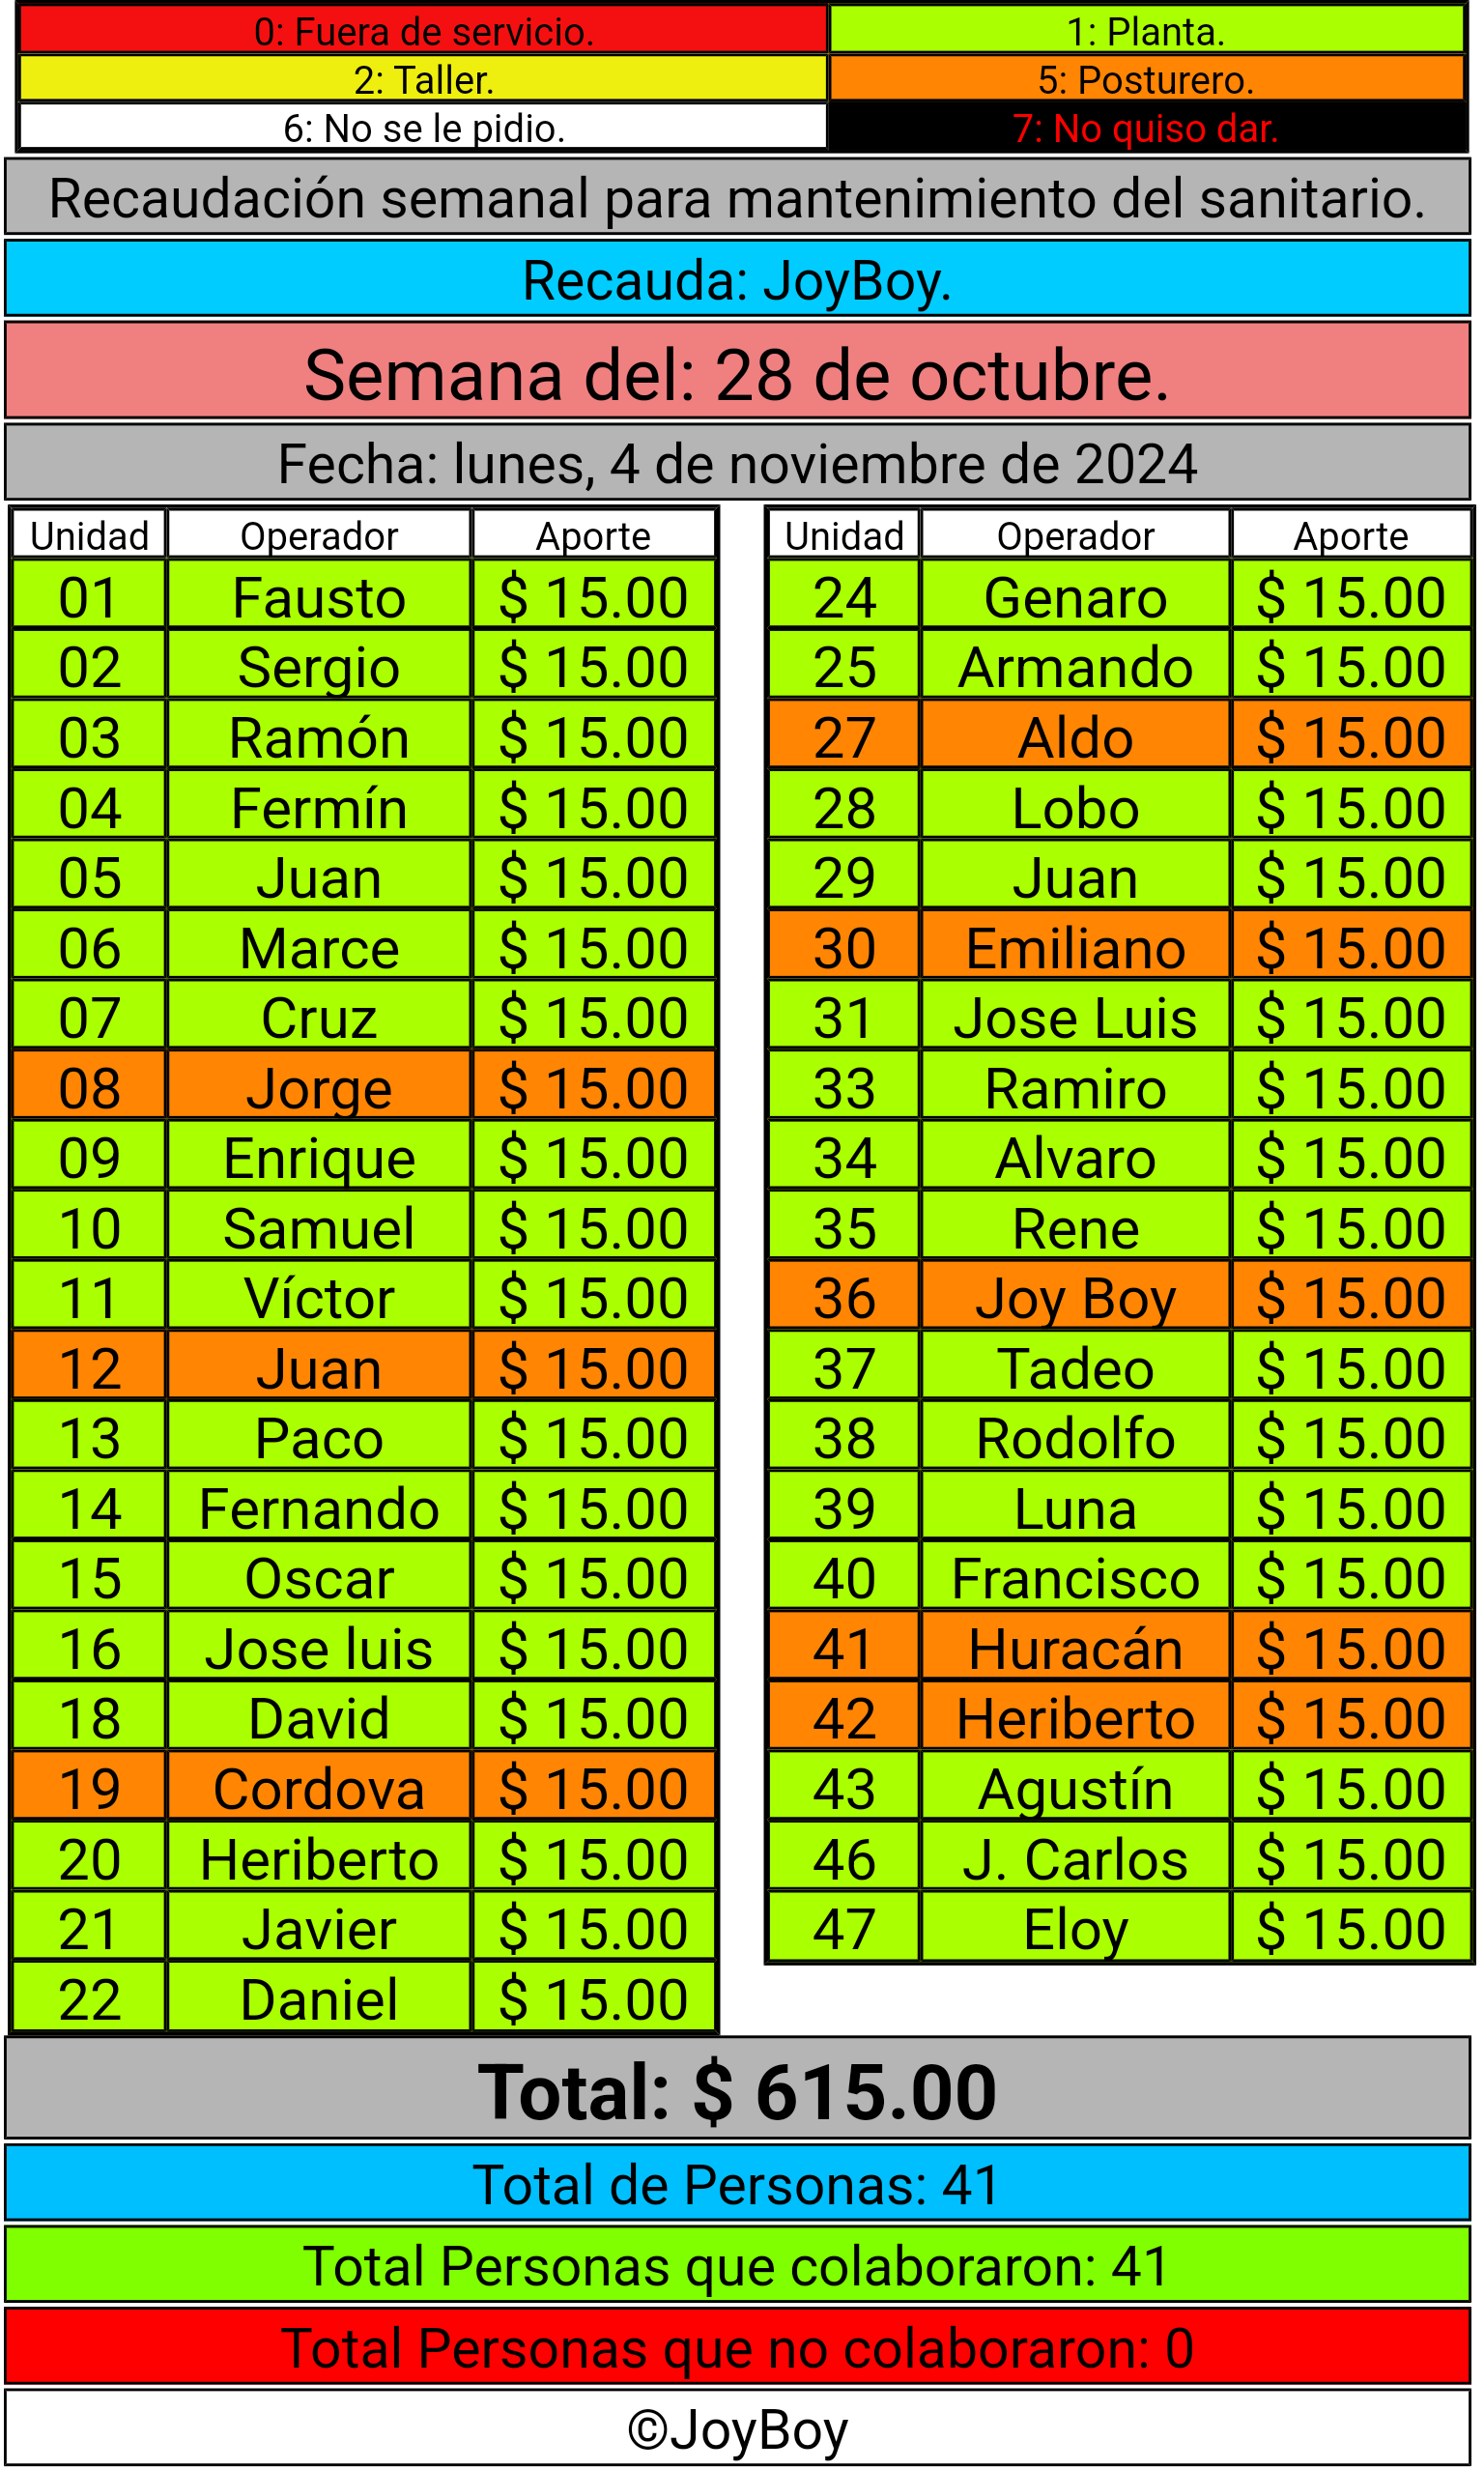 0: Fuera de servicio. 1: Planta.
2: Taller. 5: Posturero.
6: No se le pidio. 7: No quiso dar.
Recaudación semanal para mantenimiento del sanitario.
Recauda: JoyBoy.
Semana del: 28 de octubre.
Fecha: lunes, 4 de noviembre de 2024
Unidad Operador Aporte
01 Fausto $ 15.00
02 Sergio $ 15.00
03 Ramón $ 15.00
04 Fermín $ 15.00
05 Juan $ 15.00
06 Marce $ 15.00
07 Cruz $ 15.00
08 Jorge $ 15.00
09 Enrique $ 15.00
10 Samuel $ 15.00
11 Víctor $ 15.00
12 Juan $ 15.00
13 Paco $ 15.00
14 Fernando $ 15.00
15 Oscar $ 15.00
16 Jose luis $ 15.00
18 David $ 15.00
19 Cordova $ 15.00
20 Heriberto $ 15.00
21 Javier $ 15.00
22 Daniel $ 15.00
Unidad Operador Aporte
24 Genaro $ 15.00
25 Armando $ 15.00
27 Aldo $ 15.00
28 Lobo $ 15.00
29 Juan $ 15.00
30 Emiliano $ 15.00
31 Jose Luis $ 15.00
33 Ramiro $ 15.00
34 Alvaro $ 15.00
35 Rene $ 15.00
36 Joy Boy $ 15.00
37 Tadeo $ 15.00
38 Rodolfo $ 15.00
39 Luna $ 15.00
40 Francisco $ 15.00
41 Huracán $ 15.00
42 Heriberto $ 15.00
43 Agustín $ 15.00
46 J. Carlos $ 15.00
47 Eloy $ 15.00
Total: $ 615.00
Total de Personas: 41
Total Personas que colaboraron: 41
Total Personas que no colaboraron: 0
©JoyBoy